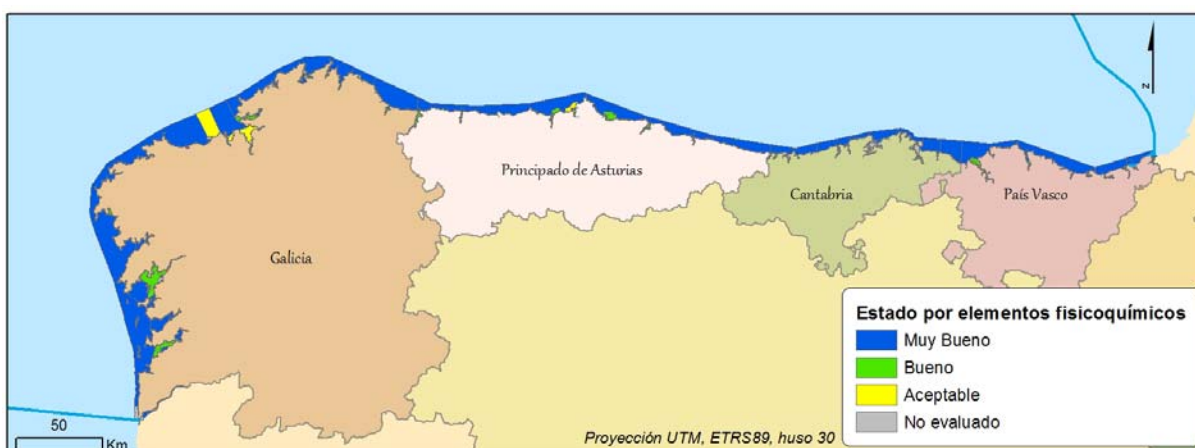 N
Principado de Asturias
Cantabria
País Vasco
Galicia
Estado por elementos fisicoquímicos
Muy Bueno
Bueno
Aceptable
No evaluado
50
Km
Proyección UTM, ETRS89, huso 30